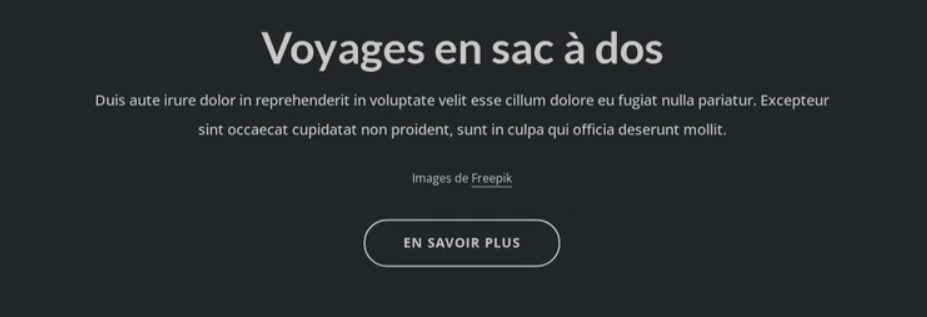 Voyages en sac à dos
Duis aute irure dolor in reprehenderit in voluptate velit esse cillum dolore eu fugiat nulla pariatur. Excepteur
sint occaecat cupidatat non proident, sunt in culpa qui officia deserunt mollit.
Images de Freepik
EN SAVOIR PLUS